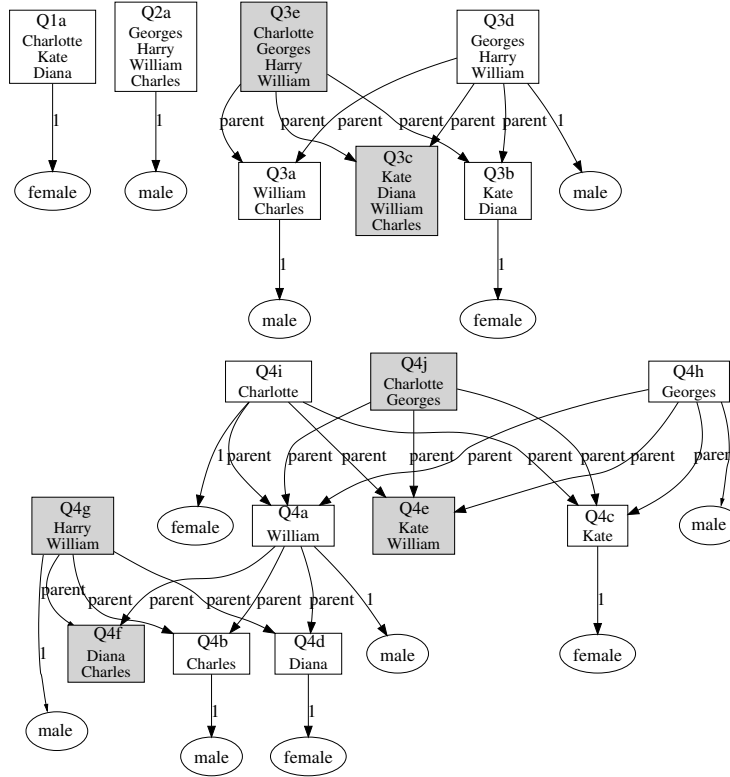 Q1a
Charlotte
Kate
Diana
Q2a
Georges
Harry
William
Charles
Q3e
Charlotte
Georges
Harry
William
Q3d
Georges
Harry
William
1
1
parent
parent
parent
parent
parent
parent
1
female
male
Q3a
William
Charles
Q3c
Kate
Diana
William
Charles
Q3b
Kate
Diana
male
1
1
male
female
Q4i
Charlotte
Q4j
Charlotte
Georges
Q4h
Georges
1
parent
parent
parent
parent
parent
parent
parent
parent
parent
Q4g
Harry
William
female
Q4a
William
Q4e
Kate
William
Q4c
Kate
male
parent
parent
parent
parent
parent
parent
1
1
1
Q4f
Diana
Charles
Q4b
Charles
Q4d
Diana
male
female
1
1
male
male
female